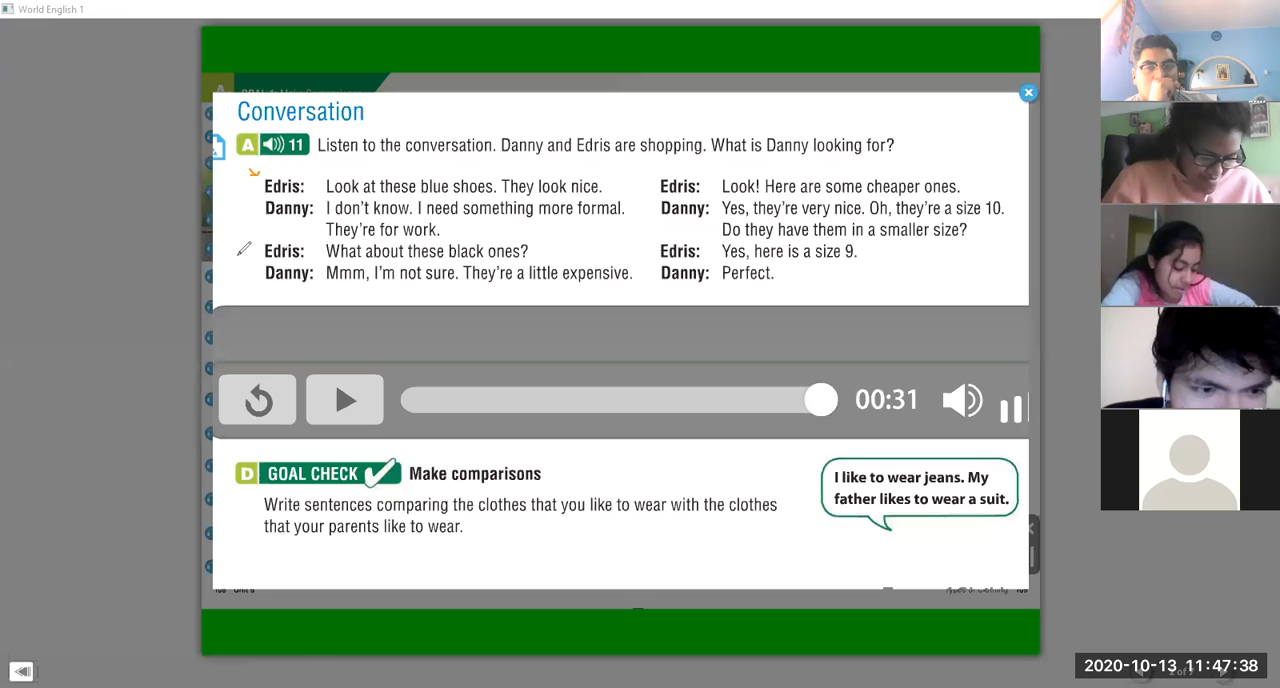 World English 1
Conversation
A 11 Listen to the conversation. Danny and Edris are shopping. What is Danny looking for?
Edris: Look at these blue shoes. They look nice.
Danny: I don't know. I need something more formal.
They're for work.
Edris: What about these black ones?
Danny: Mmm, I'm not sure. They're a little expensive.
Edris: Look! Here are some cheaper ones.
Danny: Yes, they're very nice. Oh, they're a size 10.
Do they have them in a smaller size?
Edris: Yes, here is a size 9.
Danny: Perfect.
00:31
D GOAL CHECK Make comparisons
Write sentences comparing the clothes that you like to wear with the clothes
that your parents like to wear.
I like to wear jeans. My
father likes to wear a suit.
2020-10-13 11:47:38